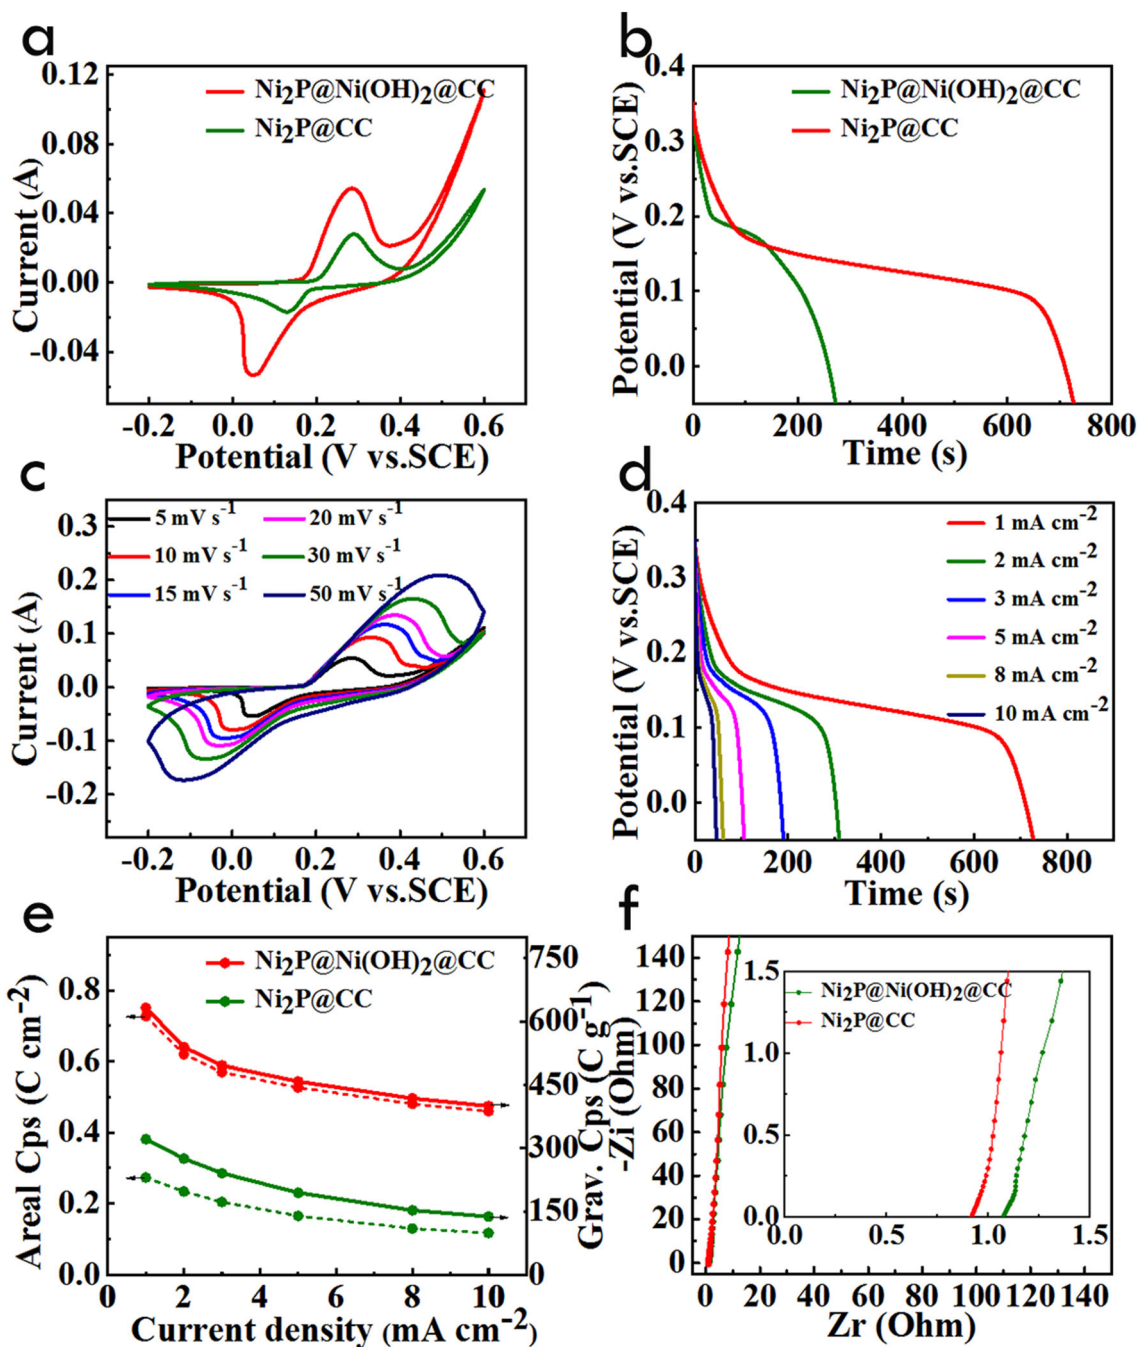 a
0.12
0.08
0.04
0.00
-0.04
Current (A)
Ni2P@Ni(OH)2@CC
Ni2P@CC
-0.2 0.0 0.2 0.4 0.6
Potential (V vs.SCE)
b
0.4
0.3
0.2
0.1
0.0
Potential (V vs.SCE)
Ni2P@Ni(OH)2@CC
Ni2P@CC
0 200 400 600 800
Time (s)
c
0.3
0.2
0.1
0.0
-0.1
-0.2
Current (A)
5 mV s-1 20 mV s-1
10 mV s-1 30 mV s-1
15 mV s-1 50 mV s-1
-0.2 0.0 0.2 0.4 0.6
Potential (V vs.SCE)
d
0.4
0.3
0.2
0.1
0.0
Potential (V vs.SCE)
1 mA cm-2
2 mA cm-2
3 mA cm-2
5 mA cm-2
8 mA cm-2
10 mA cm-2
0 200 400 600 800
Time (s)
e
0.8
0.6
0.4
0.2
0.0
Areal Cps (C cm-2)
Ni2P@Ni(OH)2@CC
Ni2P@CC
750
600
450
300
150
0
Grav. Cps (C g-1)
0 2 4 6 8 10
Current density (mA cm-2)
f
140
120
100
80
60
40
20
0
-Zi (Ohm)
1.5
1.0
0.5
0.0
Ni2P@Ni(OH)2@CC
Ni2P@CC
0.0 0.5 1.0 1.5
0 20 40 60 80 100 120 140
Zr (Ohm)